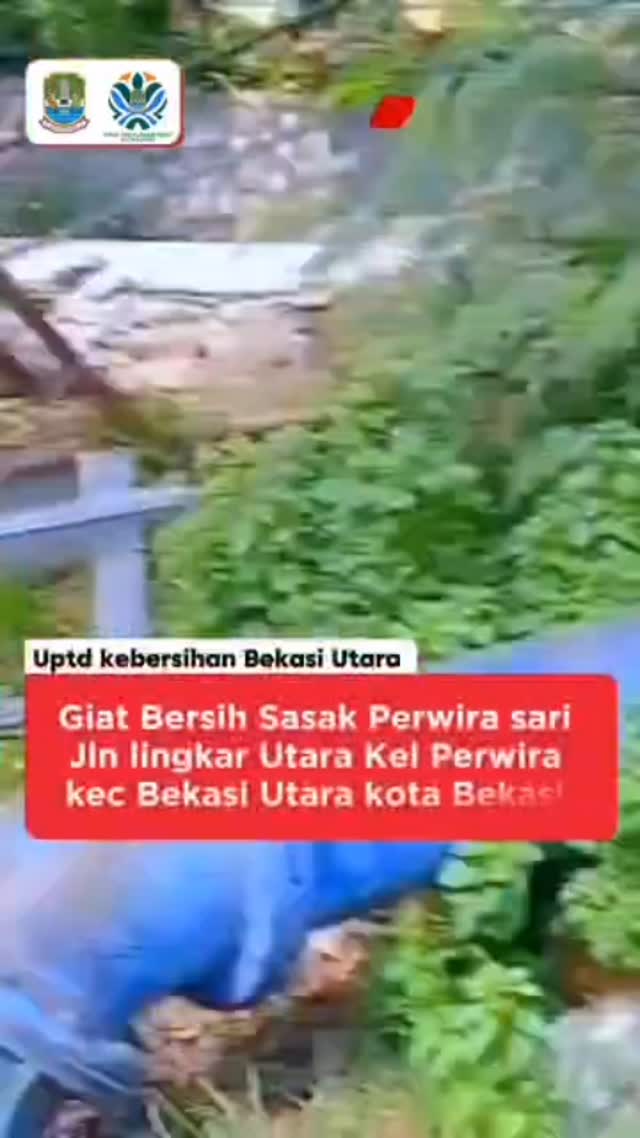 Uptd kebersihan Bekasi Utara
Giat Bersih Sasak Perwira sari
Jln lingkar Utara Kel Perwira
kec Bekasi Utara kota Bekasi